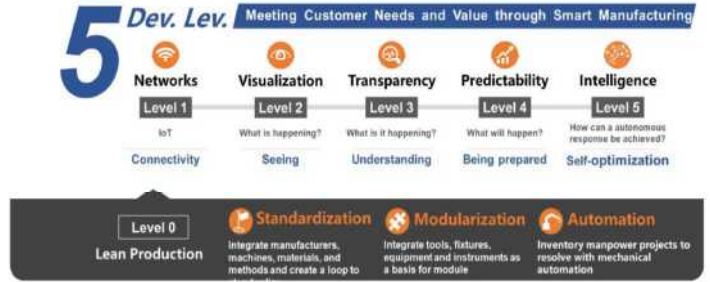 5 Dev. Lev. Meeting Customer Needs and Value through Smart Manufacturing
Networks Visualization Transparency Predictability Intelligence
Level 1 Level 2 Level 3 Level 4 Level 5
IoT What is happening? What is it happening? What will happen? How can a autonomous
response be achieved?
Connectivity Seeing Understanding Being prepared Self-optimization
Level 0
Lean Production
Standardization
Integrate manufacturers,
machines, materials, and
methods and create a loop to
Modularization
Integrate tools, fixtures,
equipment and instruments as
a basis for module
Automation
Inventory manpower projects to
resolve with mechanical
automation